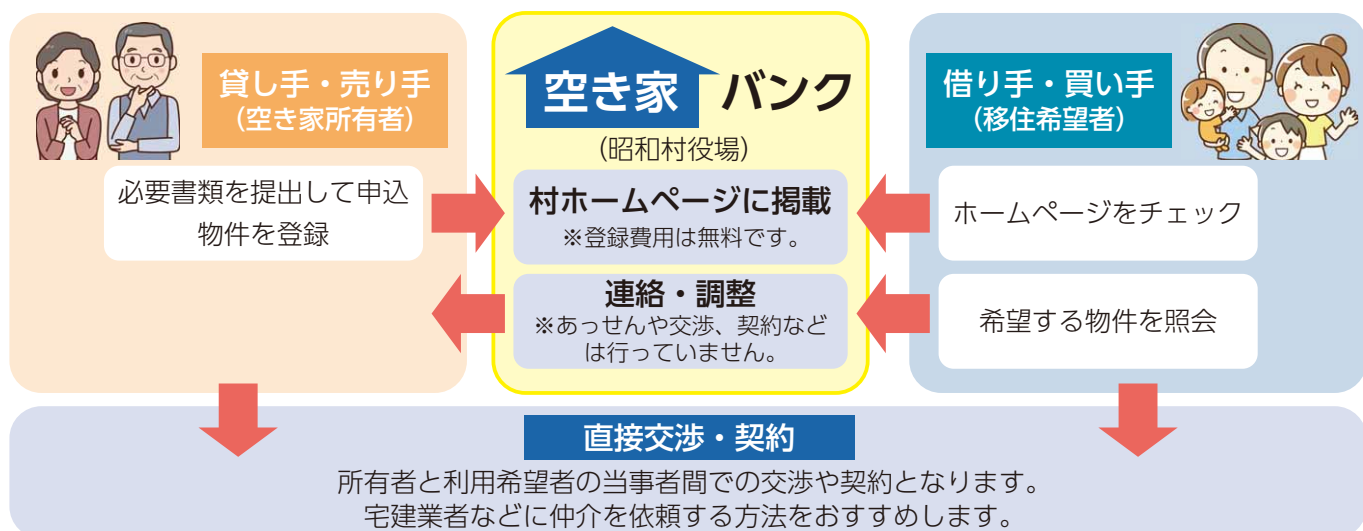 貸し手・売り手
(空き家所有者)
必要書類を提出して申込
物件を登録
空き家 バンク
(昭和村役場)
村ホームページに掲載
※登録費用は無料です。
連絡・調整
※あっせんや交渉、契約など
は行っていません。
借り手・買い手
(移住希望者)
ホームページをチェック
希望する物件を照会
直接交渉・契約
所有者と利用希望者の当事者間での交渉や契約となります。
宅建業者などに仲介を依頼する方法をおすすめします。